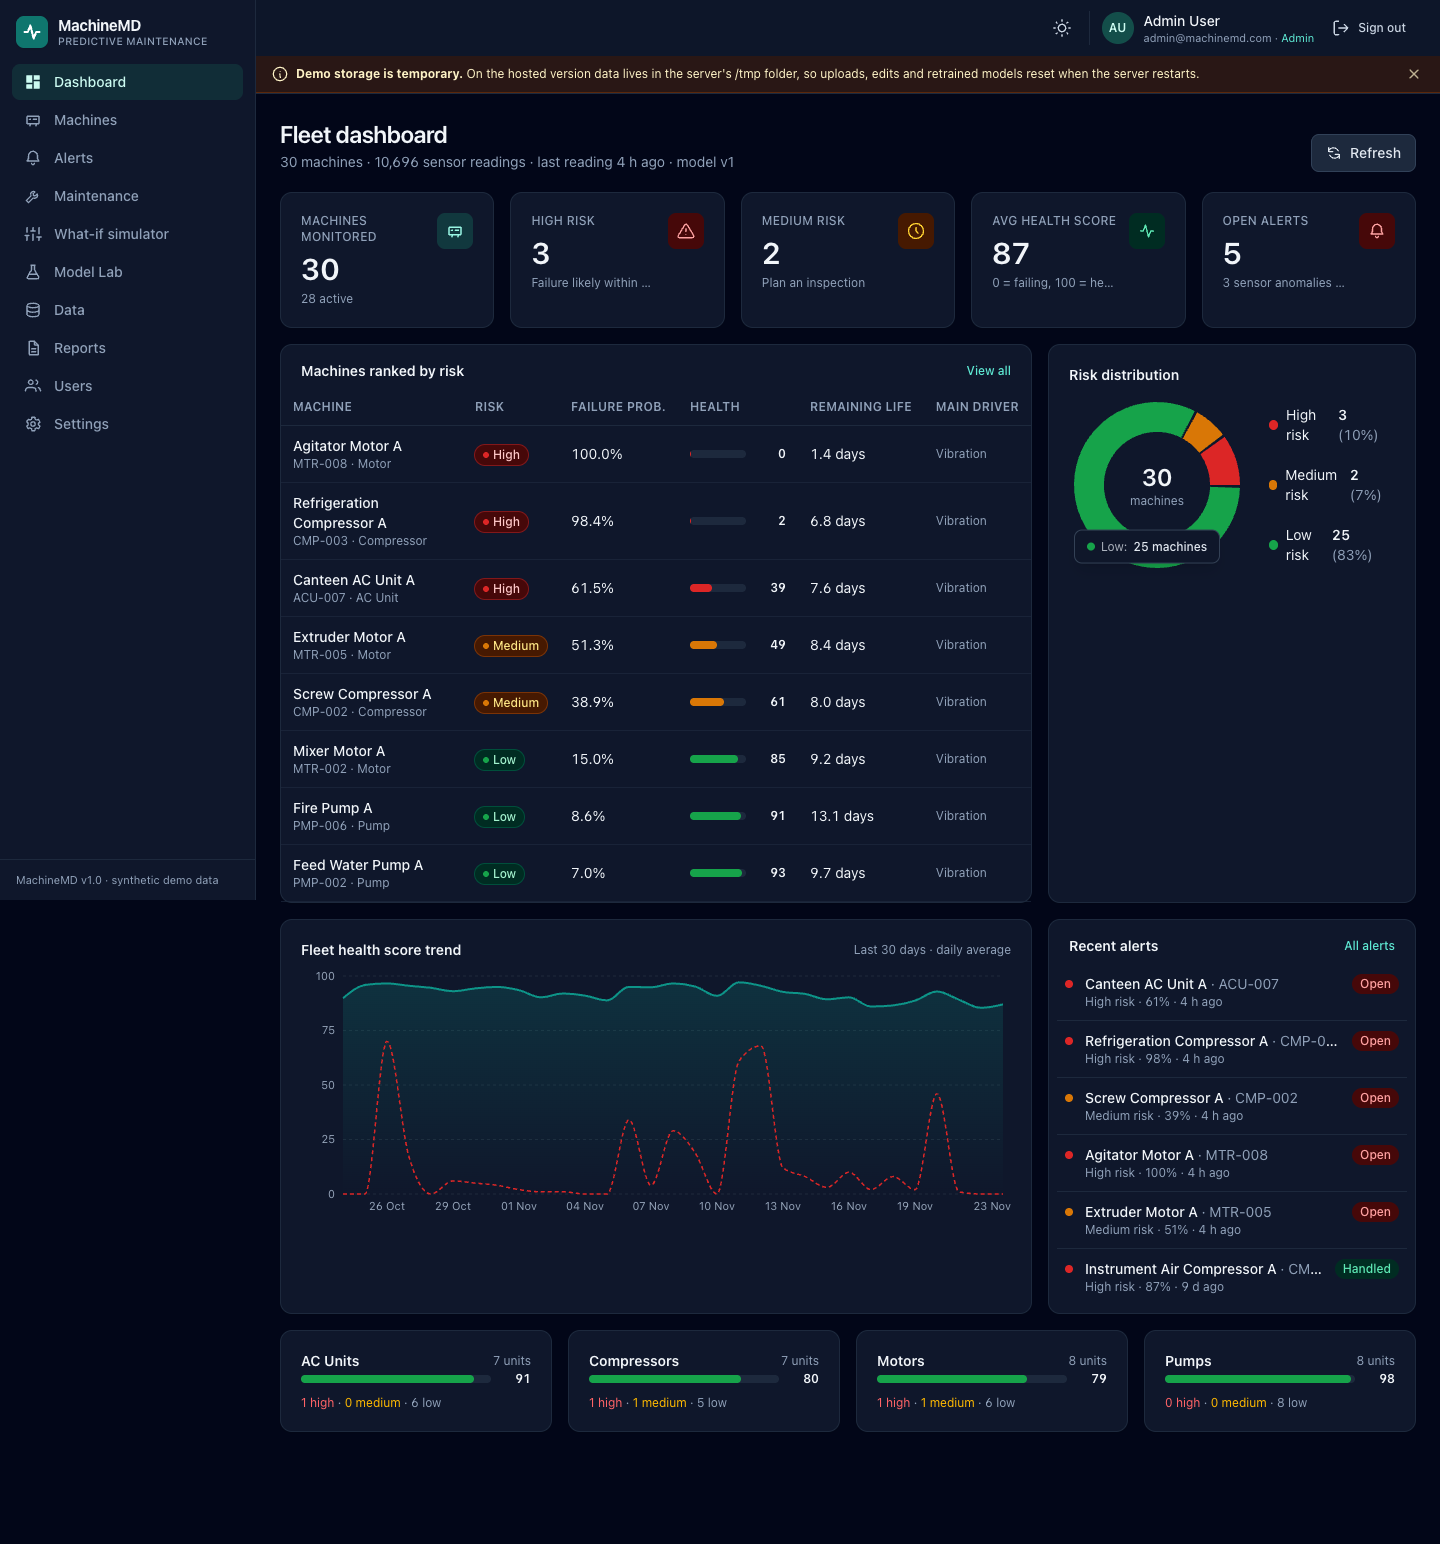 MachineMD
PREDICTIVE MAINTENANCE
Dashboard
Machines
Alerts
Maintenance
What-if simulator
Model Lab
Data
Reports
Users
Settings
MachineMD v1.0 · synthetic demo data
AU
Admin User
admin@machinemd.com · Admin
Sign out
Demo storage is temporary. On the hosted version data lives in the server's /tmp folder, so uploads, edits and retrained models reset when the server restarts.
Fleet dashboard
30 machines · 10,696 sensor readings · last reading 4 h ago · model v1
Refresh
MACHINES
MONITORED
30
28 active
HIGH RISK
3
Failure likely within ...
MEDIUM RISK
2
Plan an inspection
AVG HEALTH SCORE
87
0 = failing, 100 = he...
OPEN ALERTS
5
3 sensor anomalies ...
Machines ranked by risk
View all
MACHINE RISK FAILURE PROB. HEALTH REMAINING LIFE MAIN DRIVER
Agitator Motor A
MTR-008 · Motor
High 100.0% 0 1.4 days Vibration
Refrigeration
Compressor A
CMP-003 · Compressor
High 98.4% 2 6.8 days Vibration
Canteen AC Unit A
ACU-007 · AC Unit
High 61.5% 39 7.6 days Vibration
Extruder Motor A
MTR-005 · Motor
Medium 51.3% 49 8.4 days Vibration
Screw Compressor A
CMP-002 · Compressor
Medium 38.9% 61 8.0 days Vibration
Mixer Motor A
MTR-002 · Motor
Low 15.0% 85 9.2 days Vibration
Fire Pump A
PMP-006 · Pump
Low 8.6% 91 13.1 days Vibration
Feed Water Pump A
PMP-002 · Pump
Low 7.0% 93 9.7 days Vibration
Risk distribution
30
machines
Low: 25 machines
High risk 3 (10%)
Medium risk 2 (7%)
Low risk 25 (83%)
Fleet health score trend
Last 30 days · daily average
100
75
50
25
0
26 Oct 29 Oct 01 Nov 04 Nov 07 Nov 10 Nov 13 Nov 16 Nov 19 Nov 23 Nov
Recent alerts
All alerts
Canteen AC Unit A · ACU-007 Open
High risk · 61% · 4 h ago
Refrigeration Compressor A · CMP-0... Open
High risk · 98% · 4 h ago
Screw Compressor A · CMP-002 Open
Medium risk · 39% · 4 h ago
Agitator Motor A · MTR-008 Open
High risk · 100% · 4 h ago
Extruder Motor A · MTR-005 Open
Medium risk · 51% · 4 h ago
Instrument Air Compressor A · CM... Handled
High risk · 87% · 9 d ago
AC Units 7 units
91
1 high · 0 medium · 6 low
Compressors 7 units
80
1 high · 1 medium · 5 low
Motors 8 units
79
1 high · 1 medium · 6 low
Pumps 8 units
98
0 high · 0 medium · 8 low